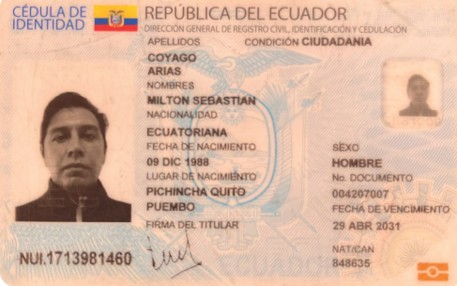 CÉDULA DE IDENTIDAD
REPÚBLICA DEL ECUADOR
DIRECCIÓN GENERAL DE REGISTRO CIVIL, IDENTIFICACIÓN Y CEDULACIÓN
APELLIDOS
CONDICIÓN CIUDADANIA
COYAGO
ARIAS
NOMBRES
MILTON SEBASTIAN
NACIONALIDAD
ECUATORIANA
FECHA DE NACIMIENTO
09 DIC 1988
LUGAR DE NACIMIENTO
PICHINCHA QUITO
PUEMBO
FIRMA DEL TITULAR
SEXO
HOMBRE
No. DOCUMENTO
004207007
FECHA DE VENCIMIENTO
29 ABR 2031
NAT/CAN
848635
NUI.1713981460
ECUADOR